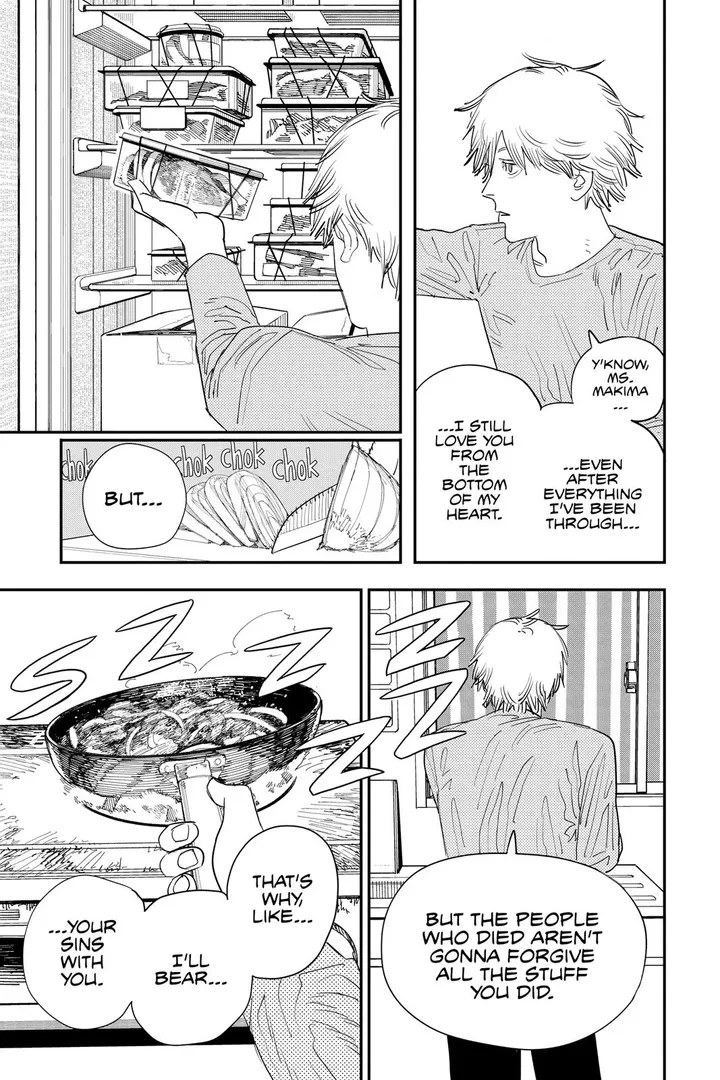 Y'KNOW,
MS.
MAKIMA
...
...EVEN
AFTER
EVERYTHING
I'VE BEEN
THROUGH...
...I STILL
LOVE YOU
FROM
THE
BOTTOM
OF MY
HEART.
chok
chok
chok
chok
BUT...
BUT THE PEOPLE
WHO DIED AREN'T
GONNA FORGIVE
ALL THE STUFF
YOU DID.
SZZZZZZ
THAT'S
WHY,
LIKE...
I'LL
BEAR...
...YOUR
SINS
WITH
YOU.